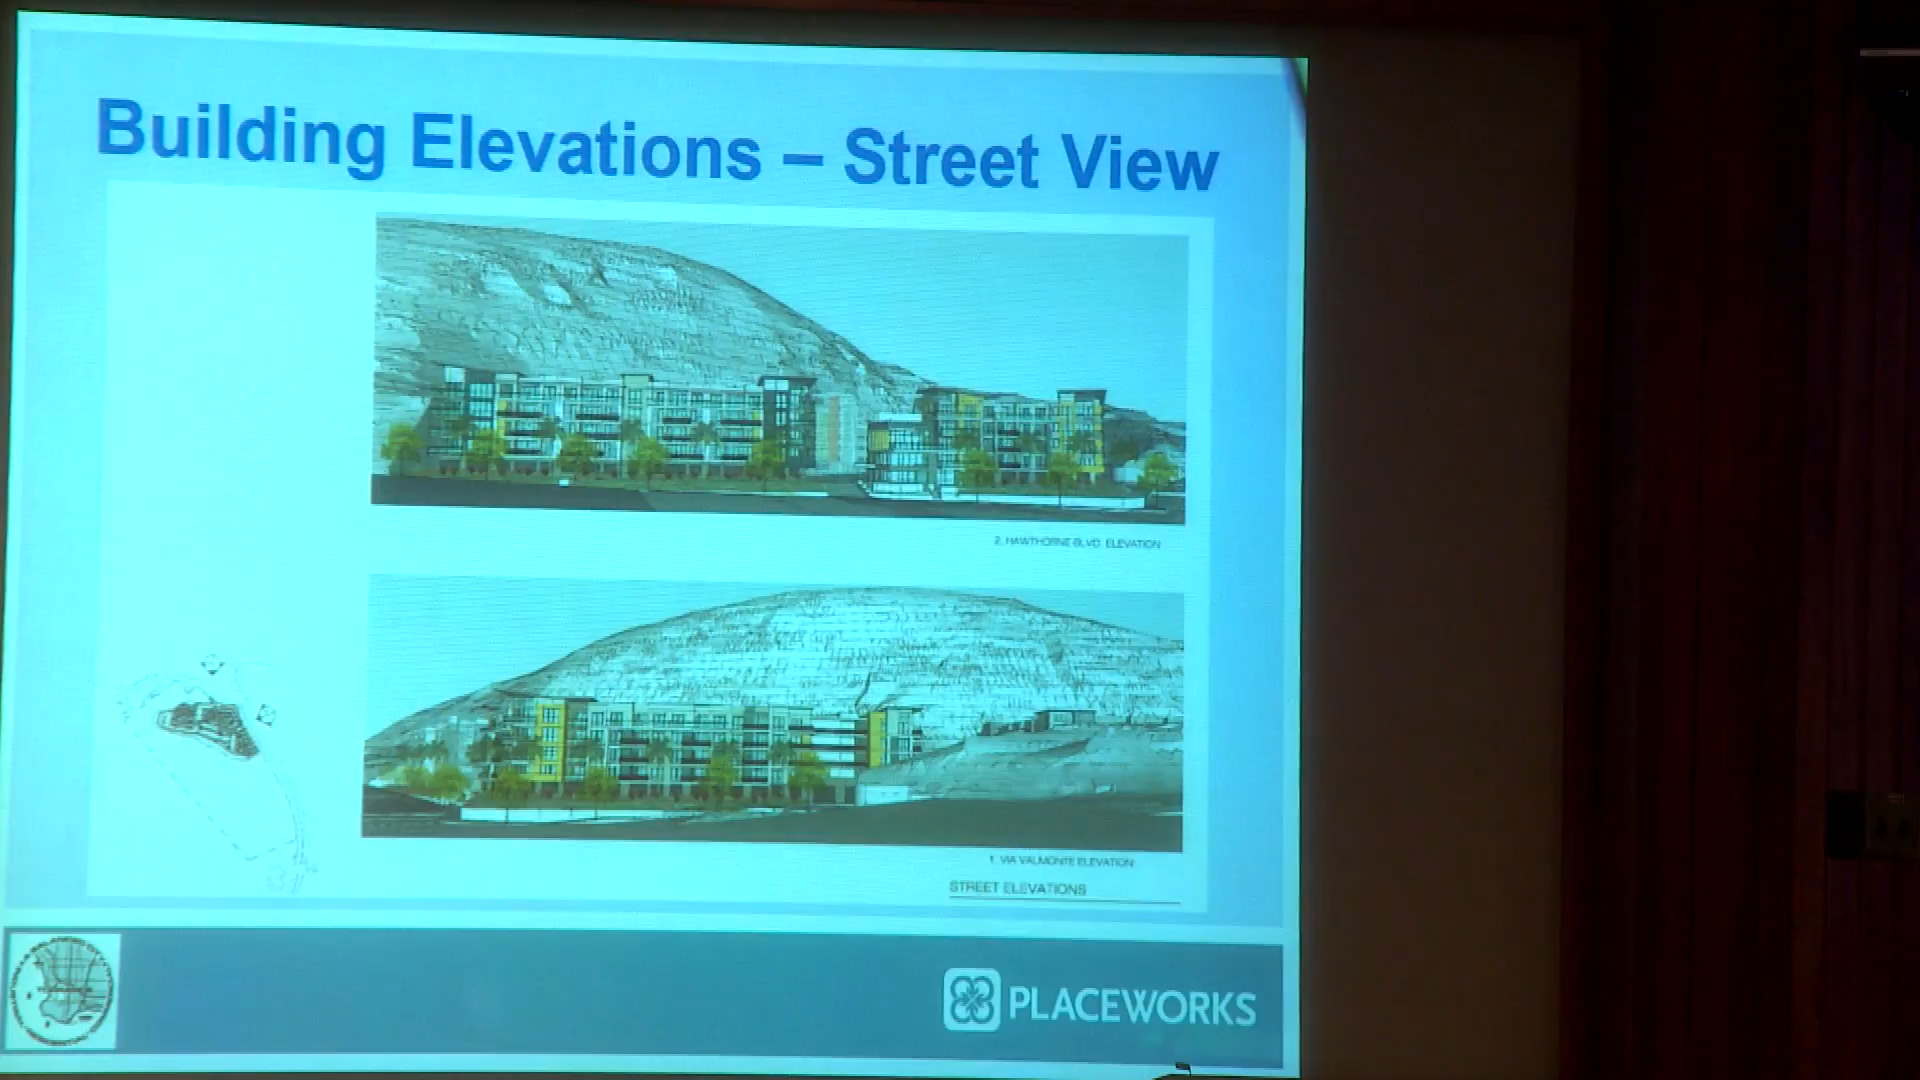 Building Elevations – Street View
2. HAWTHORNE BLVD. ELEVATION
1. VIA VALMONTE ELEVATION
STREET ELEVATIONS
PLACEWORKS